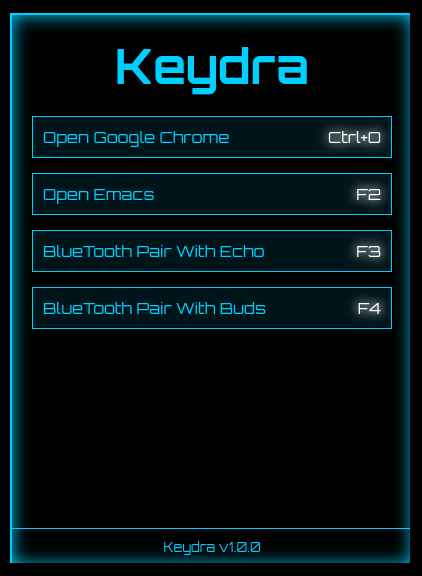 Keydra
Open Google Chrome Ctrl+O
Open Emacs F2
BlueTooth Pair With Echo F3
BlueTooth Pair With Buds F4
Keydra v1.0.0